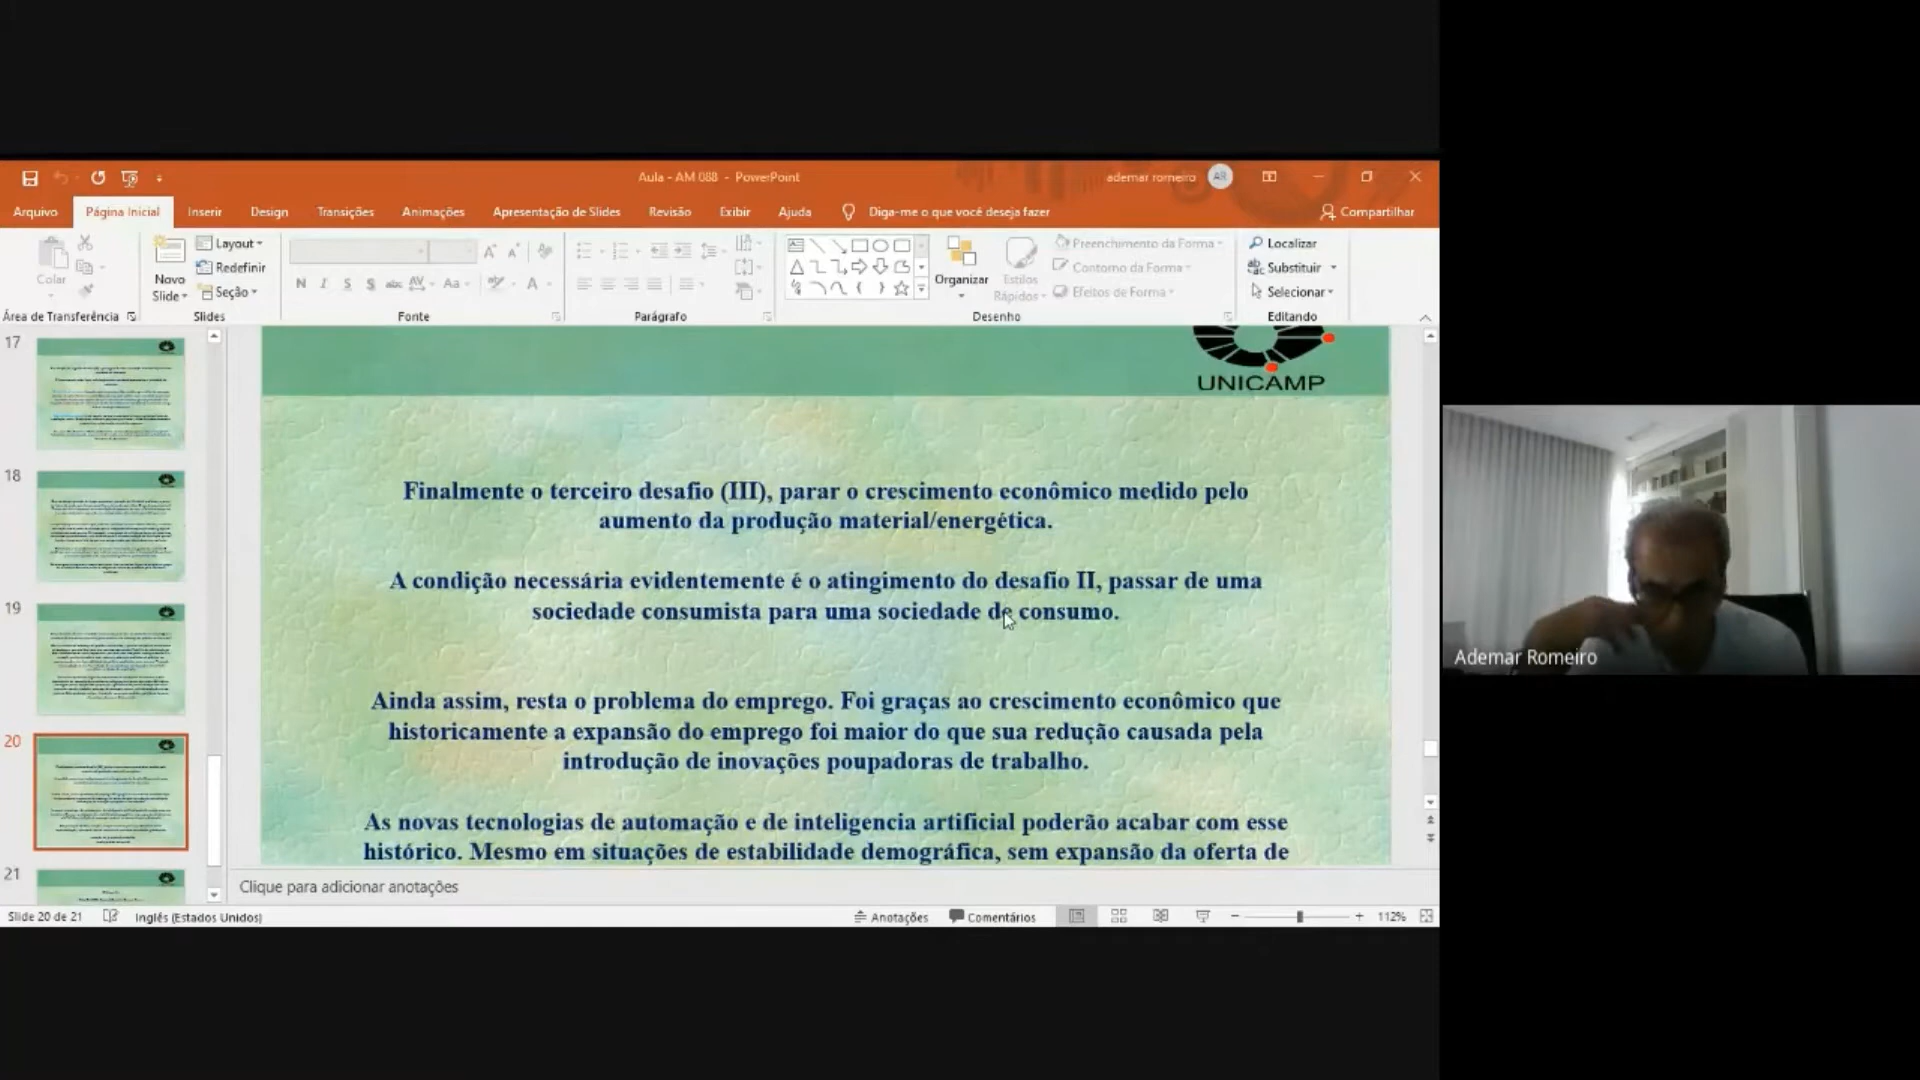 Aula - AM 088 - PowerPoint
ademar romeiro
AR
Arquivo
Página Inicial
Inserir
Design
Transições
Animações
Apresentação de Slides
Revisão
Exibir
Ajuda
Diga-me o que você deseja fazer
Compartilhar
Colar
Área de Transferência
Novo
Slide
Layout
Redefinir
Seção
Slides
N I S S abc AV Aa A
Fonte
Parágrafo
Organizar
Estilos
Rápidos
Preenchimento da Forma
Contorno da Forma
Efeitos de Forma
Desenho
Localizar
Substituir
Selecionar
Editando
17
18
19
20
21
UNICAMP
Finalmente o terceiro desafio (III), parar o crescimento econômico medido pelo
aumento da produção material/energética.
A condição necessária evidentemente é o atingimento do desafio II, passar de uma
sociedade consumista para uma sociedade de consumo.
Ainda assim, resta o problema do emprego. Foi graças ao crescimento econômico que
historicamente a expansão do emprego foi maior do que sua redução causada pela
introdução de inovações poupadoras de trabalho.
As novas tecnologias de automação e de inteligencia artificial poderão acabar com esse
histórico. Mesmo em situações de estabilidade demográfica, sem expansão da oferta de
Clique para adicionar anotações
Slide 20 de 21
Inglês (Estados Unidos)
Anotações
Comentários
112%
Ademar Romeiro